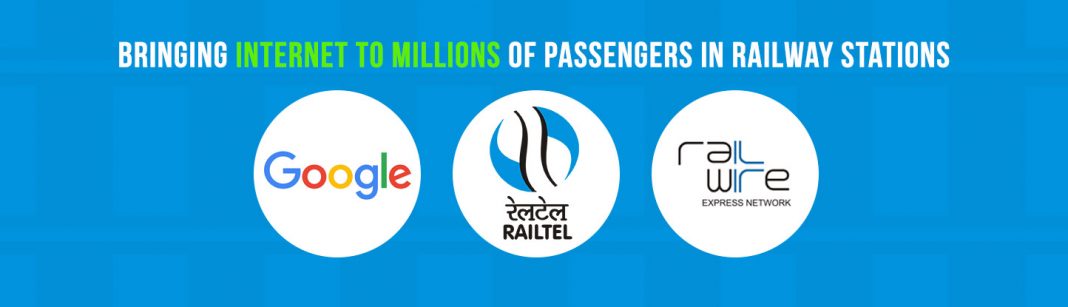 BRINGING INTERNET TO MILLIONS OF PASSENGERS IN RAILWAY STATIONS
Google
रेलटेल
RAILTEL
rail
wire
EXPRESS NETWORK